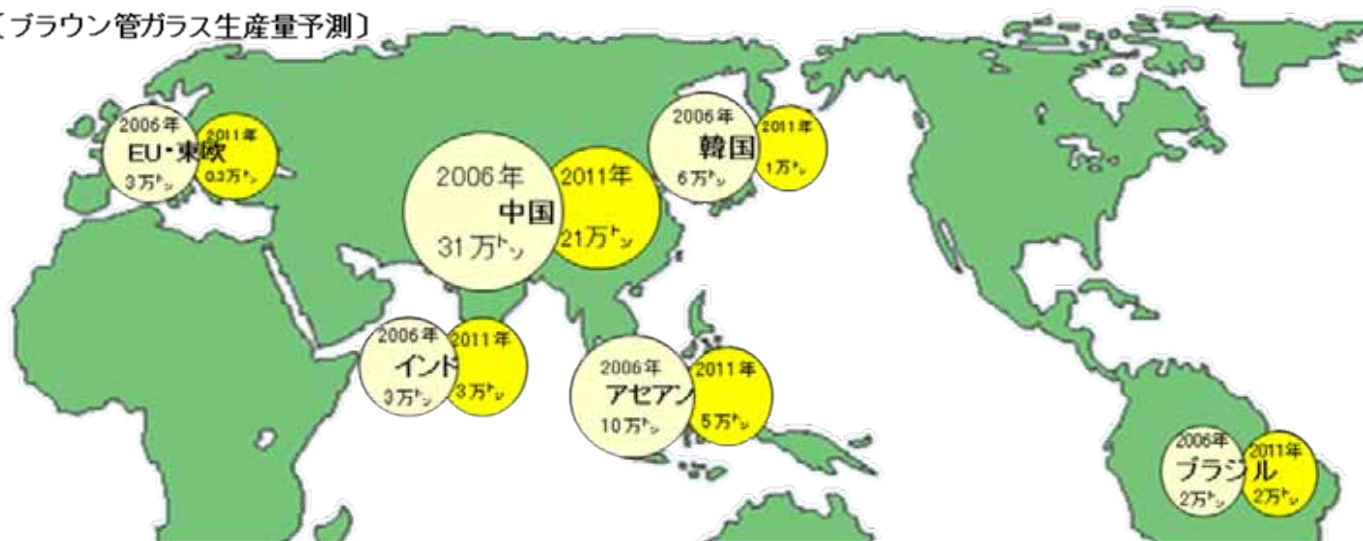 〔ブラウン管ガラス生産量予測〕
2006年
EU・東欧
3万トン
2011年
0.3万トン
2006年
中国
31万トン
2011年
21万トン
2006年
韓国
6万トン
2011年
1万トン
2006年
インド
3万トン
2011年
3万トン
2006年
アセアン
10万トン
2011年
5万トン
2006年
ブラジル
2万トン
2011年
2万トン